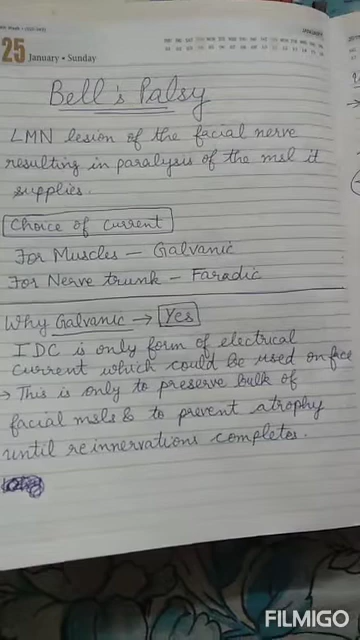 25 January • Sunday
Bell's Palsy
LMN lesion of the facial nerve
resulting in paralysis of the msl it
supplies.
Choice of current
For Muscles — Galvanic
For Nerve trunk — Faradic
Why Galvanic → Yes
IDC is only form of electrical
current which could be used on face
→ This is only to preserve bulk of
facial msls & to prevent atrophy
until reinnervations completes.
FILMIGO